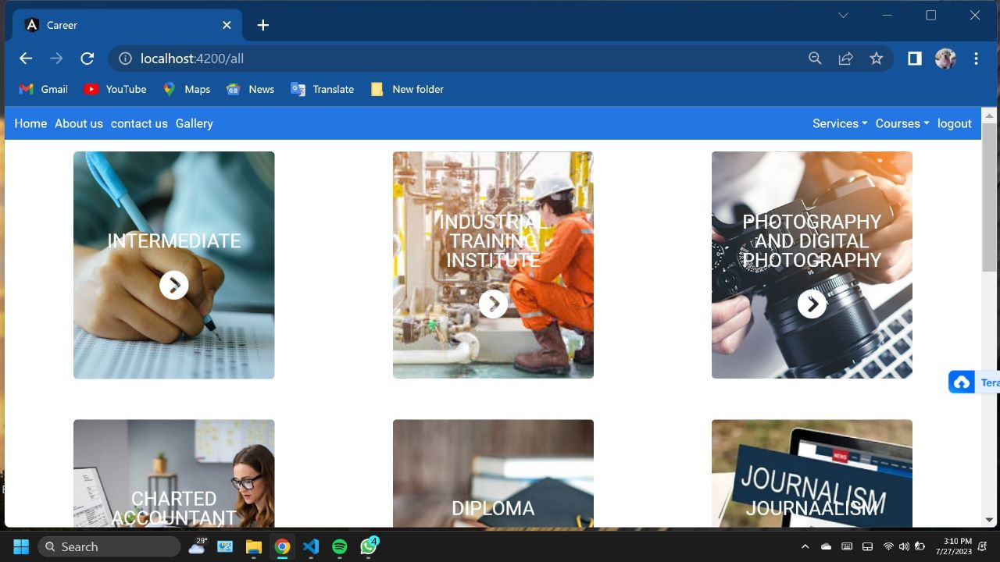 Career
localhost:4200/all
Gmail YouTube Maps News Translate New folder
Home About us contact us Gallery Services Courses logout
INTERMEDIATE
INDUSTRIAL
TRAINING
INSTITUTE
PHOTOGRAPHY
AND DIGITAL
PHOTOGRAPHY
Tera
CHARTED
ACCOUNTANT
DIPLOMA
NEWS
JOURNALISM
JOURNAALISM
Search
29°
4
3:10 PM
7/27/2023